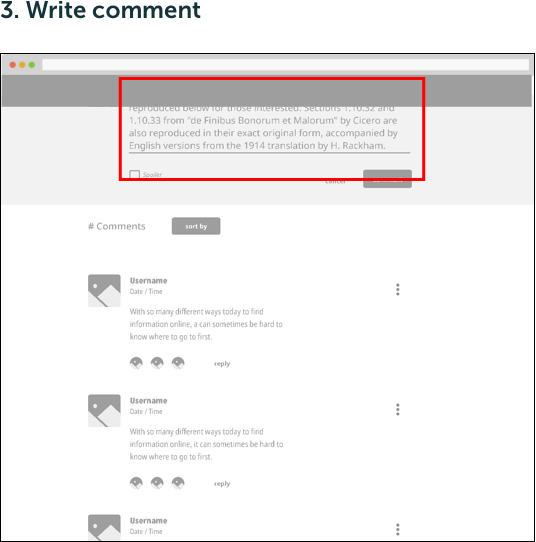 3. Write comment
reproduced below for those interested. Sections 1.10.32 and
1.10.33 from "de Finibus Bonorum et Malorum" by Cicero are
also reproduced in their exact original form, accompanied by
English versions from the 1914 translation by H. Rackham.
Spoiler
cancel
# Comments
sort by
Username
Date / Time
With so many different ways today to find
information online, a can sometimes be hard to
know where to go to first.
reply
Username
Date / Time
With so many different ways today to find
information online, it can sometimes be hard to
know where to go to first.
reply
Username
Date / Time